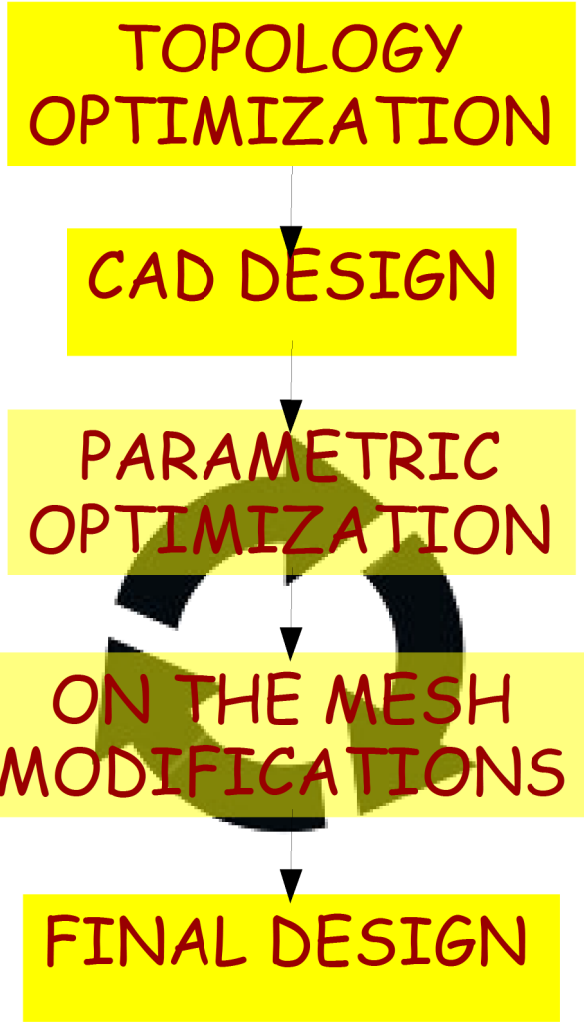 TOPOLOGY
OPTIMIZATION
CAD DESIGN
PARAMETRIC
OPTIMIZATION
ON THE MESH
MODIFICATIONS
FINAL DESIGN